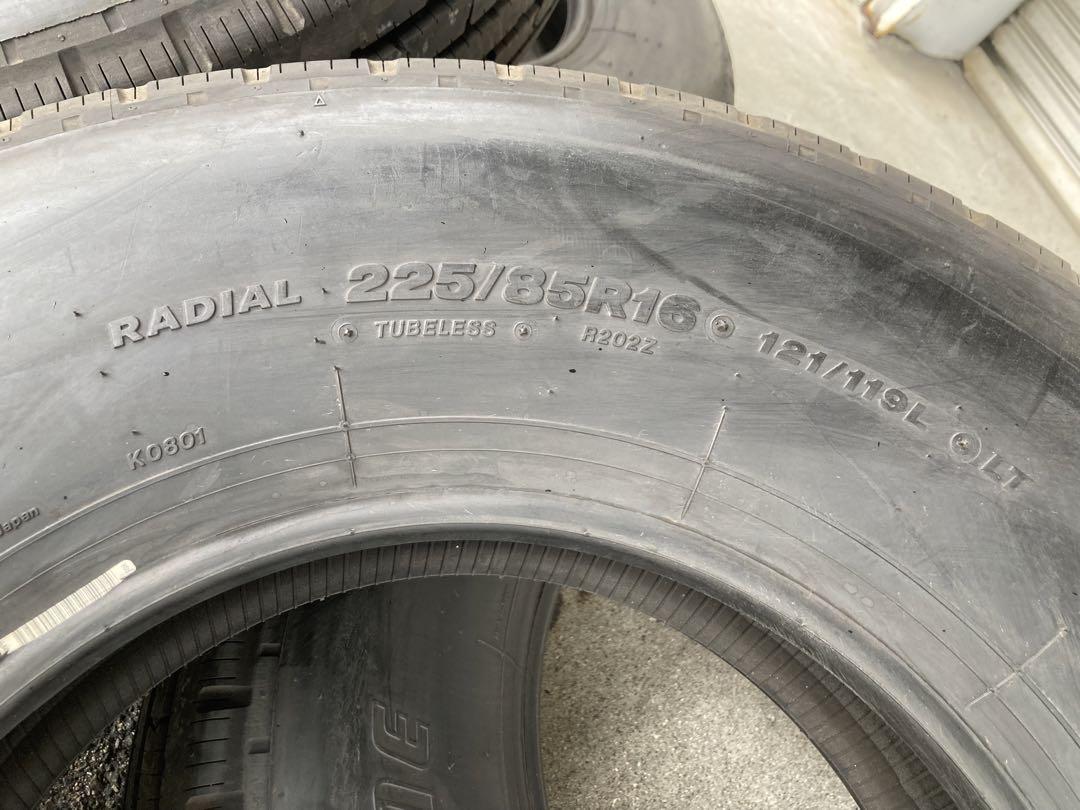 RADIAL 225/85R16 121/119L LT
TUBELESS R202Z
K0801
Japan